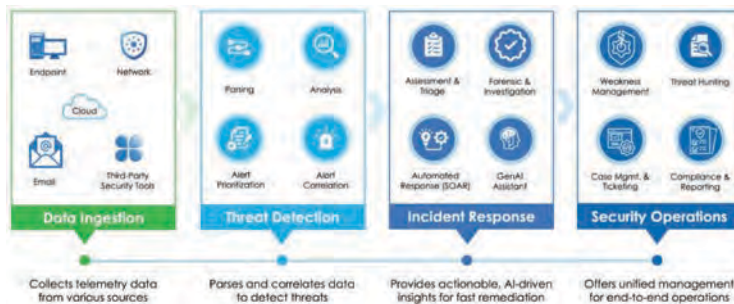 Endpoint
Network
Cloud
Email
Third-Party
Security Tools
Data Ingestion
Collects telemetry data
from various sources
Parsing
Analysis
Alert
Prioritization
Alert
Correlation
Threat Detection
Parses and correlates data
to detect threats
Assessment &
Triage
Forensic &
Investigation
Automated
Response (SOAR)
GenAI
Assistant
Incident Response
Provides actionable, AI-driven
insights for fast remediation
Weakness
Management
Threat Hunting
Case Mgmt. &
Ticketing
Compliance &
Reporting
Security Operations
Offers unified management
for end-to-end operations